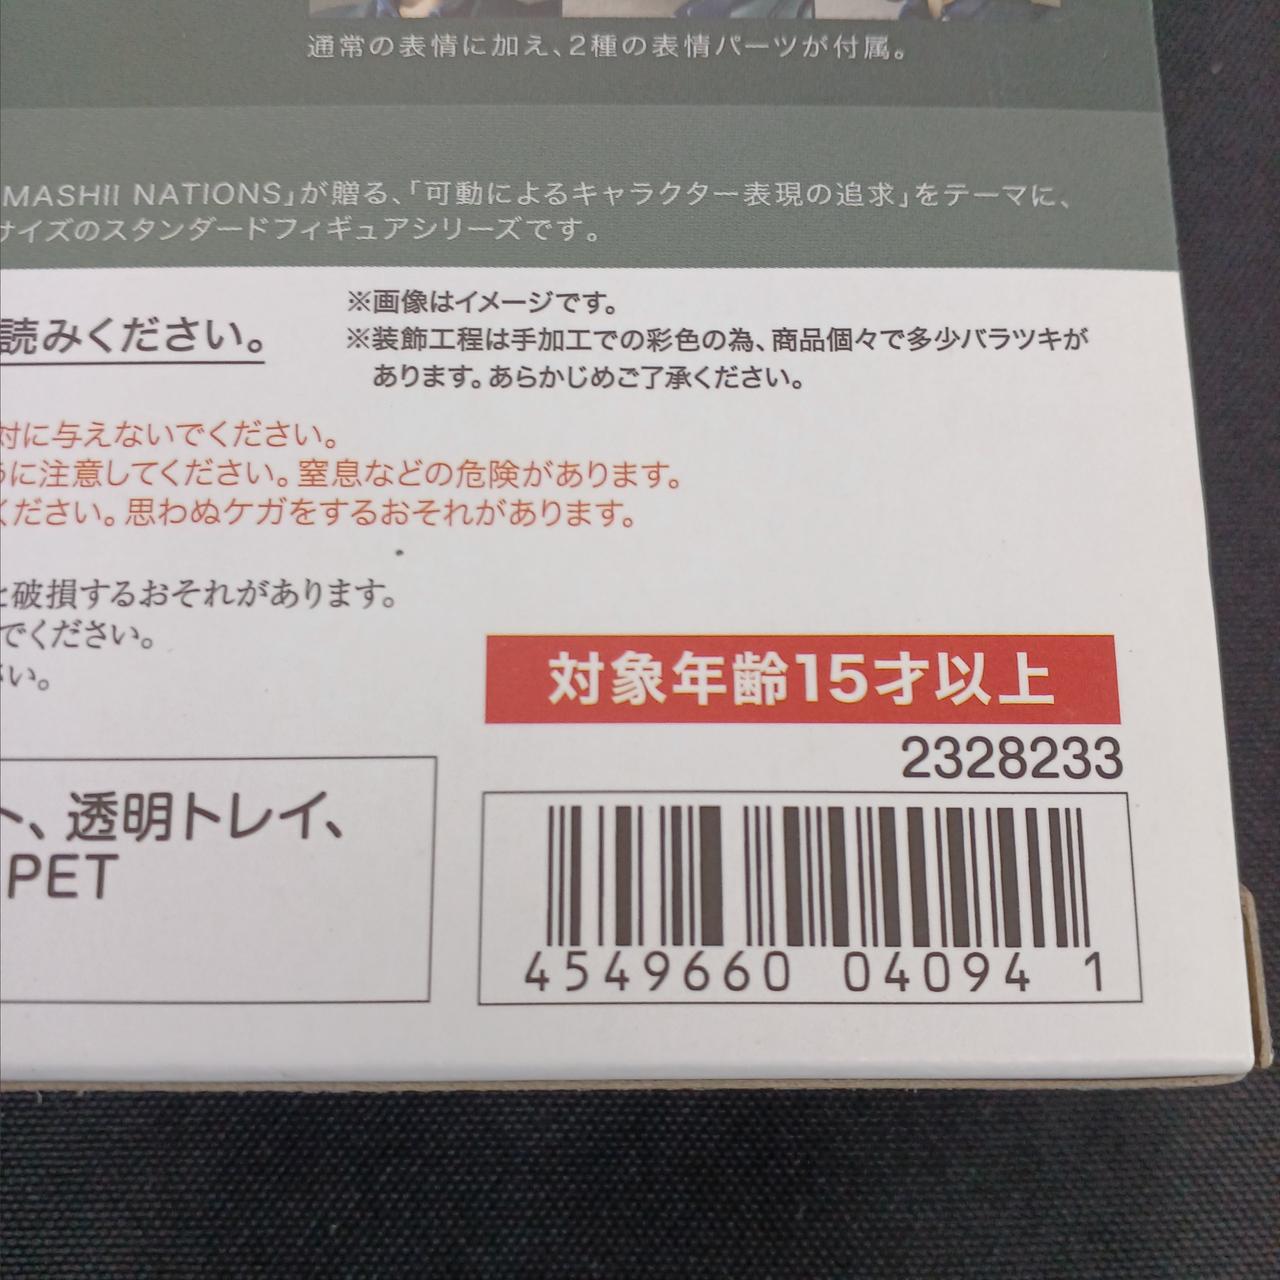 通常の表情に加え、2種の表情パーツが付属。
MASHII NATIONS」が贈る、「可動によるキャラクター表現の追求」をテーマに、
サイズのスタンダードフィギュアシリーズです。
読みください。
※画像はイメージです。
※装飾工程は手加工での彩色の為、商品個々で多少バラツキが
あります。あらかじめご了承ください。
対に与えないでください。
うに注意してください。窒息などの危険があります。
ください。思わぬケガをするおそれがあります。
と破損するおそれがあります。
でください。
さい。
対象年齢15才以上
2328233
ト、透明トレイ、
PET
4549660 04094 1